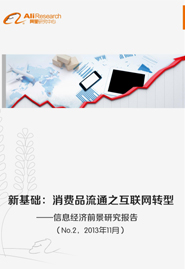 AliResearch
阿里研究中心
新基础：消费品流通之互联网转型
——信息经济前景研究报告
（No.2，2013年11月）